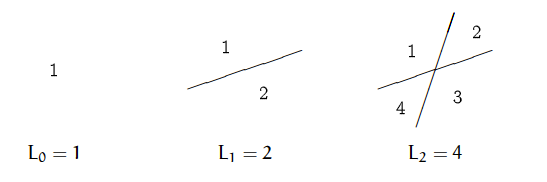 1
L₀ = 1
1
2
L₁ = 2
1
2
3
4
L₂ = 4